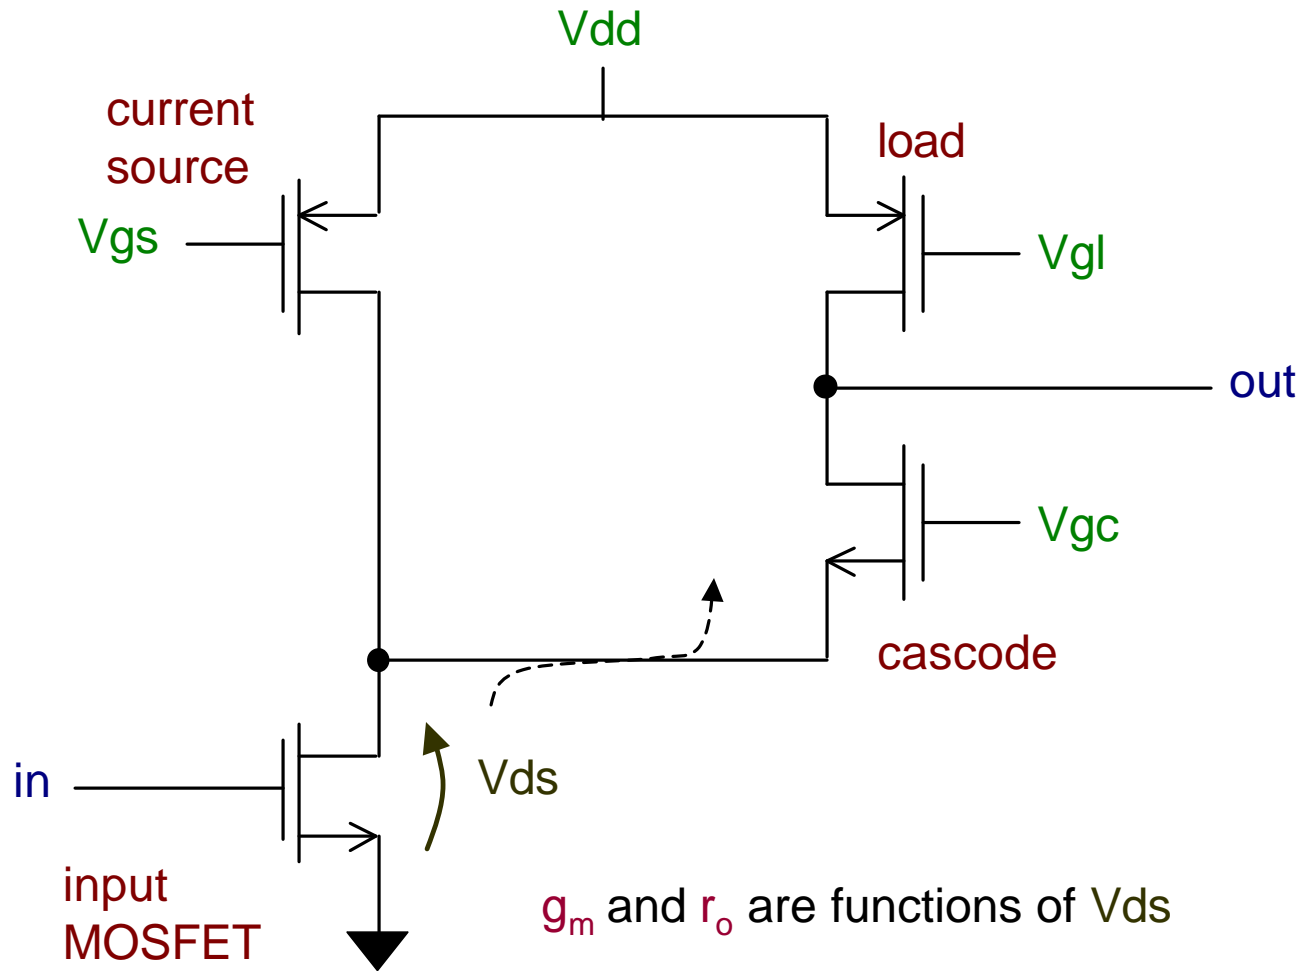 Vdd
current
source
load
Vgs
Vgl
out
Vgc
cascode
in
Vds
input
MOSFET
gm and ro are functions of Vds